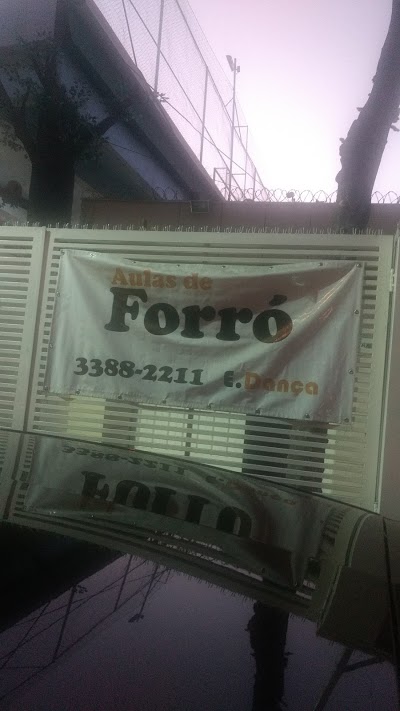 Aulas de
Forró
3388-2211 E.Dança